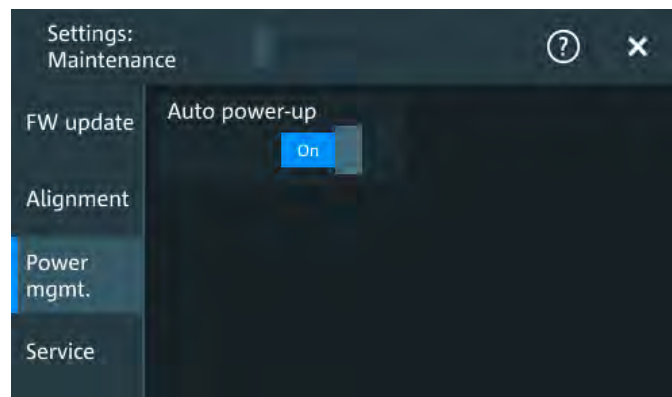 Settings:
Maintenance
FW update
Auto power-up
On
Alignment
Power
mgmt.
Service